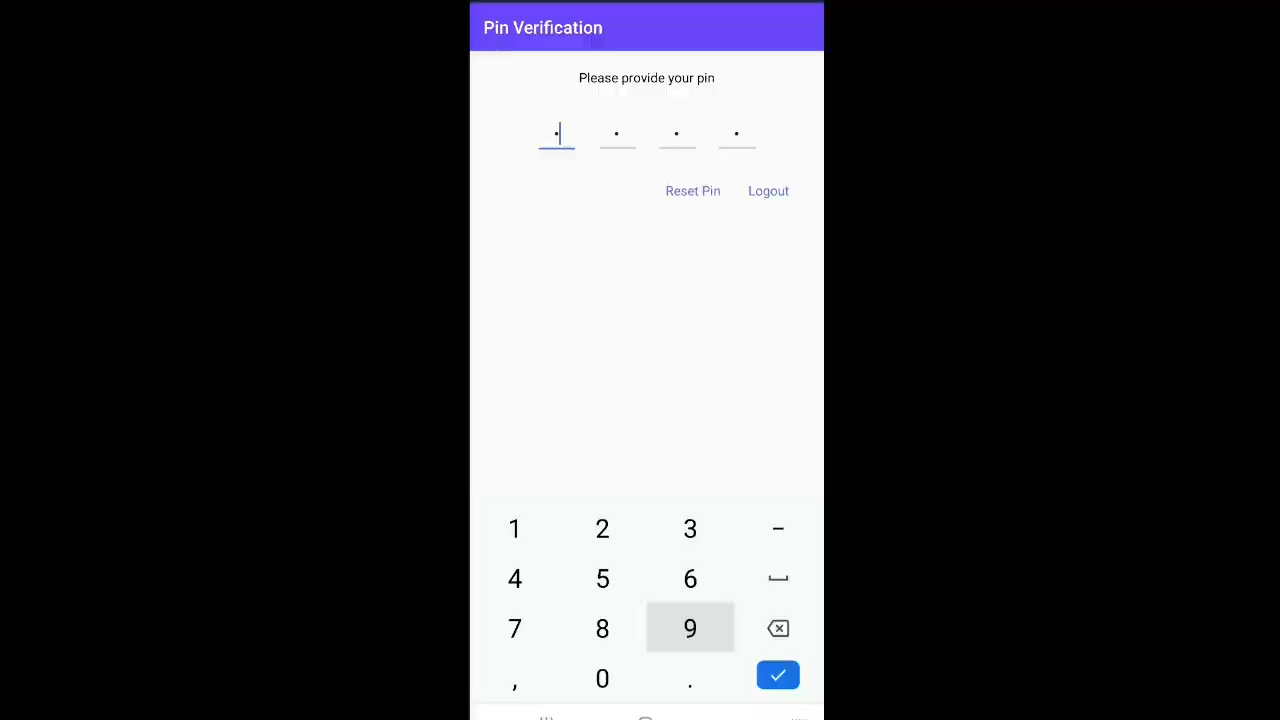 Pin Verification
Please provide your pin
• • • •
Reset Pin Logout
1 2 3 -
4 5 6
7 8 9
, 0 .